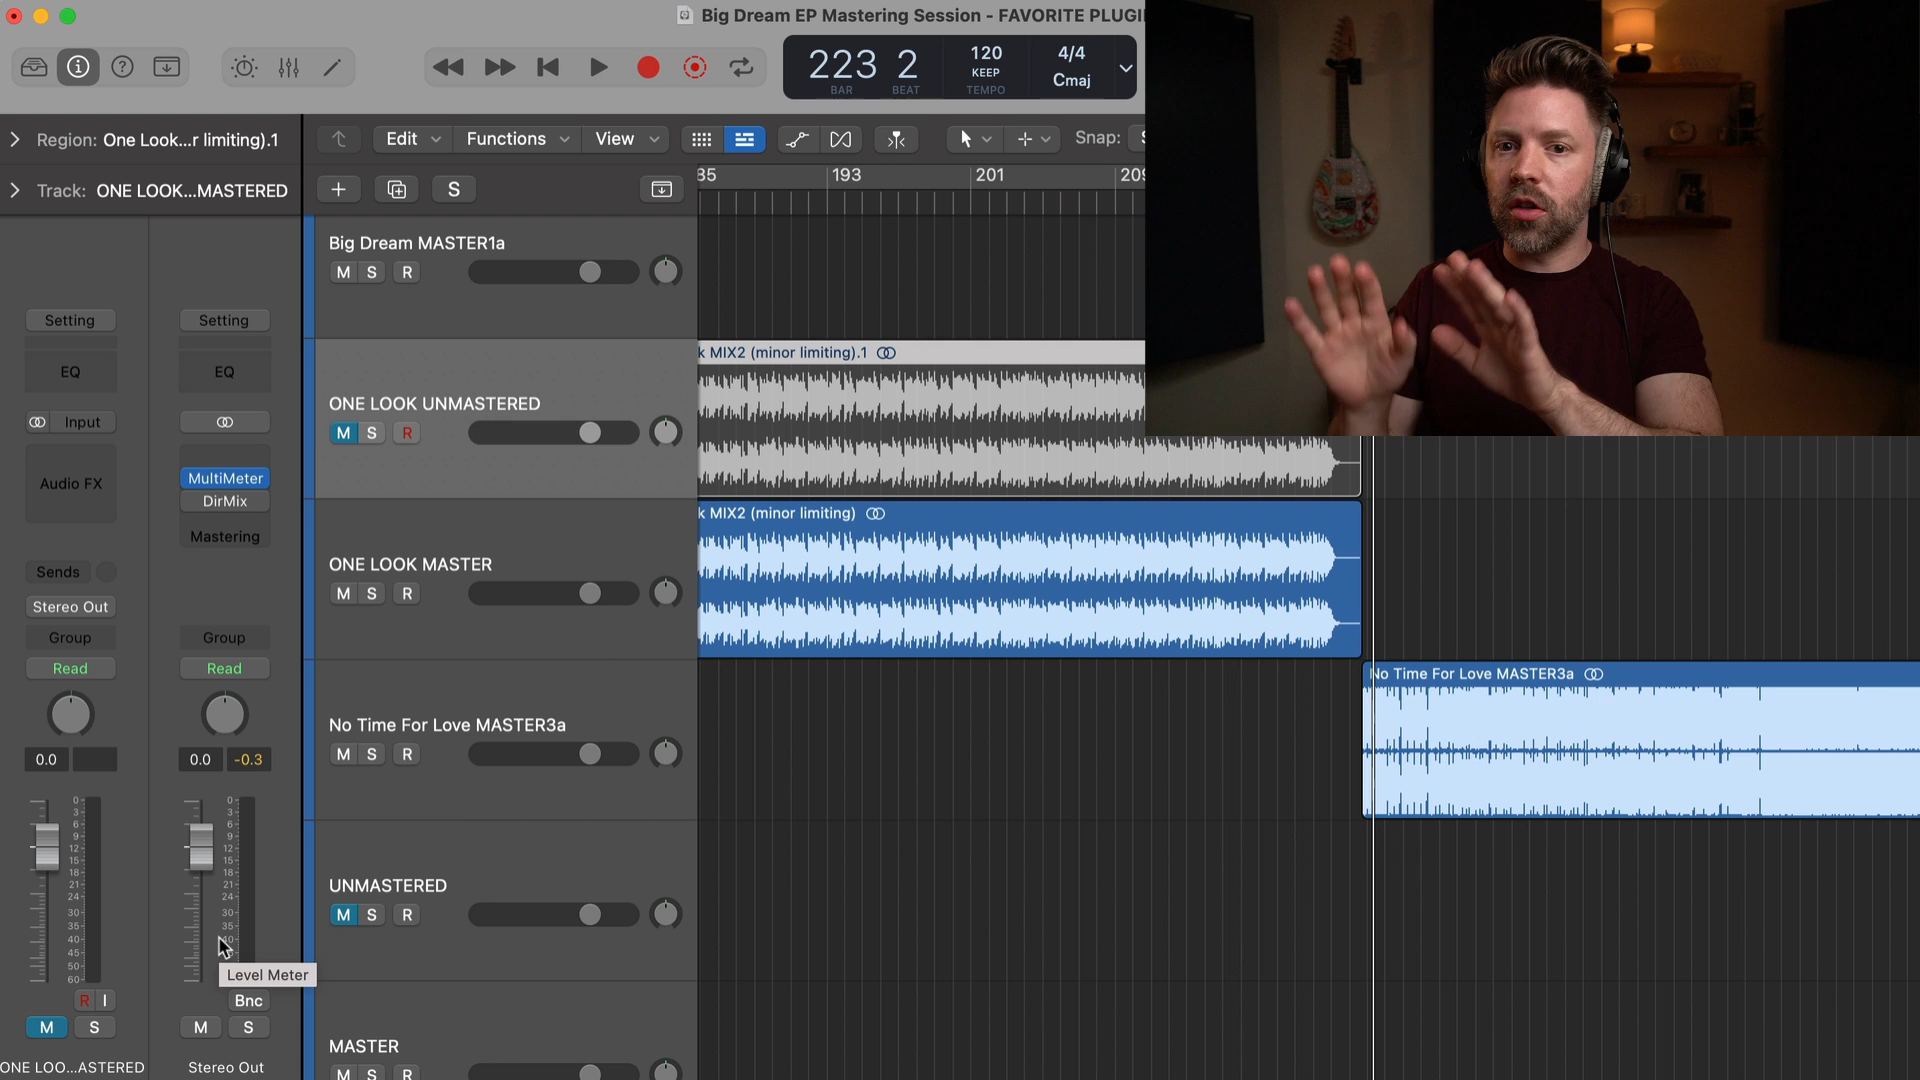 Big Dream EP Mastering Session - FAVORITE PLUGI
223 2 120 4/4
KEEP Cmaj
BAR BEAT TEMPO
Region: One Look...r limiting).1
Edit Functions View Snap:
Track: ONE LOOK...MASTERED
S
85 193 201 209
Big Dream MASTER1a
M S R
Setting Setting
EQ EQ
Input
Audio FX
MultiMeter
DirMix
Mastering
Sends
Stereo Out
Group Group
Read Read
0.0 0.0 -0.3
0 0
3 3
6 6
9 9
12 12
15 15
18 18
21 21
24 24
30 30
35 35
40 40
45 45
50
60
Level Meter
R I Bnc
M S M S
ONE LOO...ASTERED Stereo Out
k MIX2 (minor limiting).1
ONE LOOK UNMASTERED
M S R
k MIX2 (minor limiting)
ONE LOOK MASTER
M S R
No Time For Love MASTER3a
No Time For Love MASTER3a
M S R
UNMASTERED
M S R
MASTER
M S R